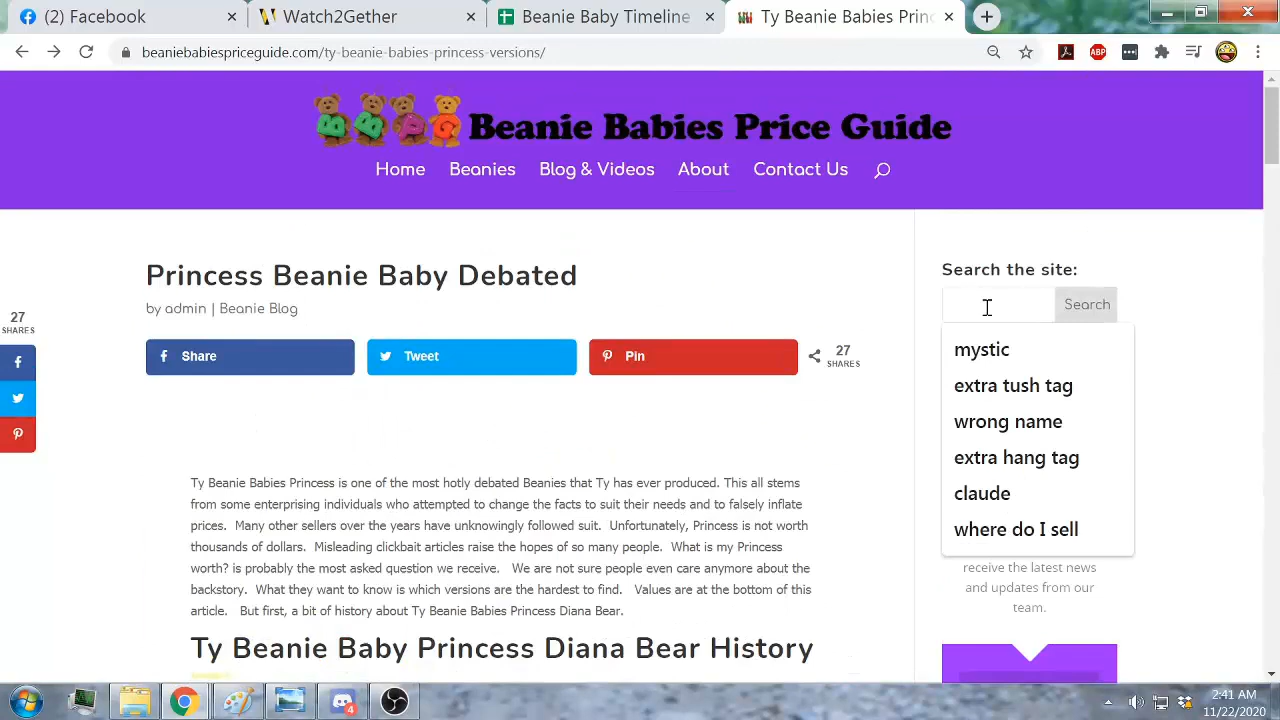 (2) Facebook
Watch2Gether
Beanie Baby Timeline
Ty Beanie Babies Princ
beaniebabiespriceguide.com/ty-beanie-babies-princess-versions/
ABP
BBPG Beanie Babies Price Guide
Home Beanies Blog & Videos About Contact Us
Princess Beanie Baby Debated
by admin | Beanie Blog
27
SHARES
Share
Tweet
Pin
27
SHARES
Ty Beanie Babies Princess is one of the most hotly debated Beanies that Ty has ever produced. This all stems
from some enterprising individuals who attempted to change the facts to suit their needs and to falsely inflate
prices. Many other sellers over the years have unknowingly followed suit. Unfortunately, Princess is not worth
thousands of dollars. Misleading clickbait articles raise the hopes of so many people. What is my Princess
worth? is probably the most asked question we receive. We are not sure people even care anymore about the
backstory. What they want to know is which versions are the hardest to find. Values are at the bottom of this
article. But first, a bit of history about Ty Beanie Babies Princess Diana Bear.
Ty Beanie Baby Princess Diana Bear History
Search the site:
Search
mystic
extra tush tag
wrong name
extra hang tag
claude
where do I sell
receive the latest news
and updates from our
team.
4
2:41 AM
11/22/2020